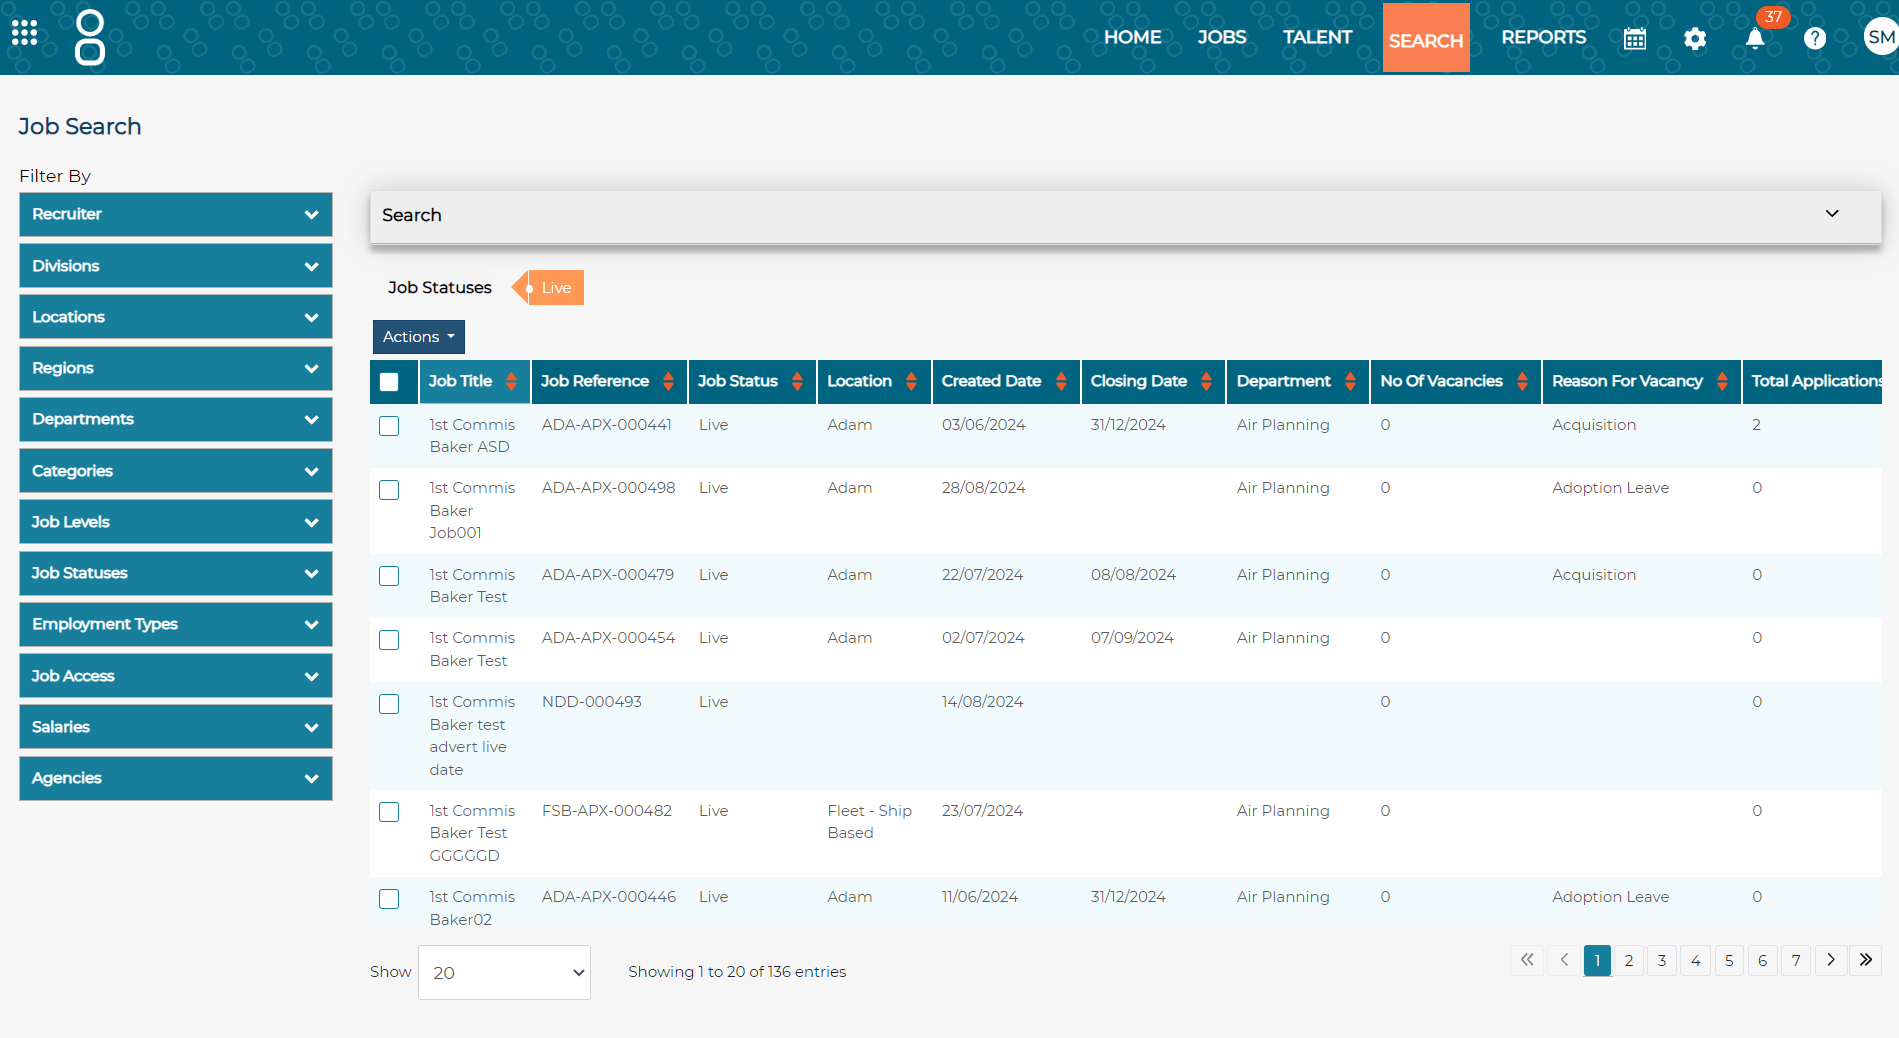 HOME JOBS TALENT SEARCH REPORTS 37 SM
Job Search
Filter By
Recruiter
Divisions
Locations
Regions
Departments
Categories
Job Levels
Job Statuses
Employment Types
Job Access
Salaries
Agencies
Search
Job Statuses Live
Actions
Job Title Job Reference Job Status Location Created Date Closing Date Department No Of Vacancies Reason For Vacancy Total Applications
1st Commis ADA-APX-000441 Live Adam 03/06/2024 31/12/2024 Air Planning 0 Acquisition 2
Baker ASD
1st Commis ADA-APX-000498 Live Adam 28/08/2024 Air Planning 0 Adoption Leave 0
Baker
Job001
1st Commis ADA-APX-000479 Live Adam 22/07/2024 08/08/2024 Air Planning 0 Acquisition 0
Baker Test
1st Commis ADA-APX-000454 Live Adam 02/07/2024 07/09/2024 Air Planning 0 0
Baker Test
1st Commis NDD-000493 Live 14/08/2024 0 0
Baker test
advert live
date
1st Commis FSB-APX-000482 Live Fleet - Ship 23/07/2024 Air Planning 0 0
Baker Test Based
GGGGGD
1st Commis ADA-APX-000446 Live Adam 11/06/2024 31/12/2024 Air Planning 0 Adoption Leave 0
Baker02
Show 20 Showing 1 to 20 of 136 entries 1 2 3 4 5 6 7